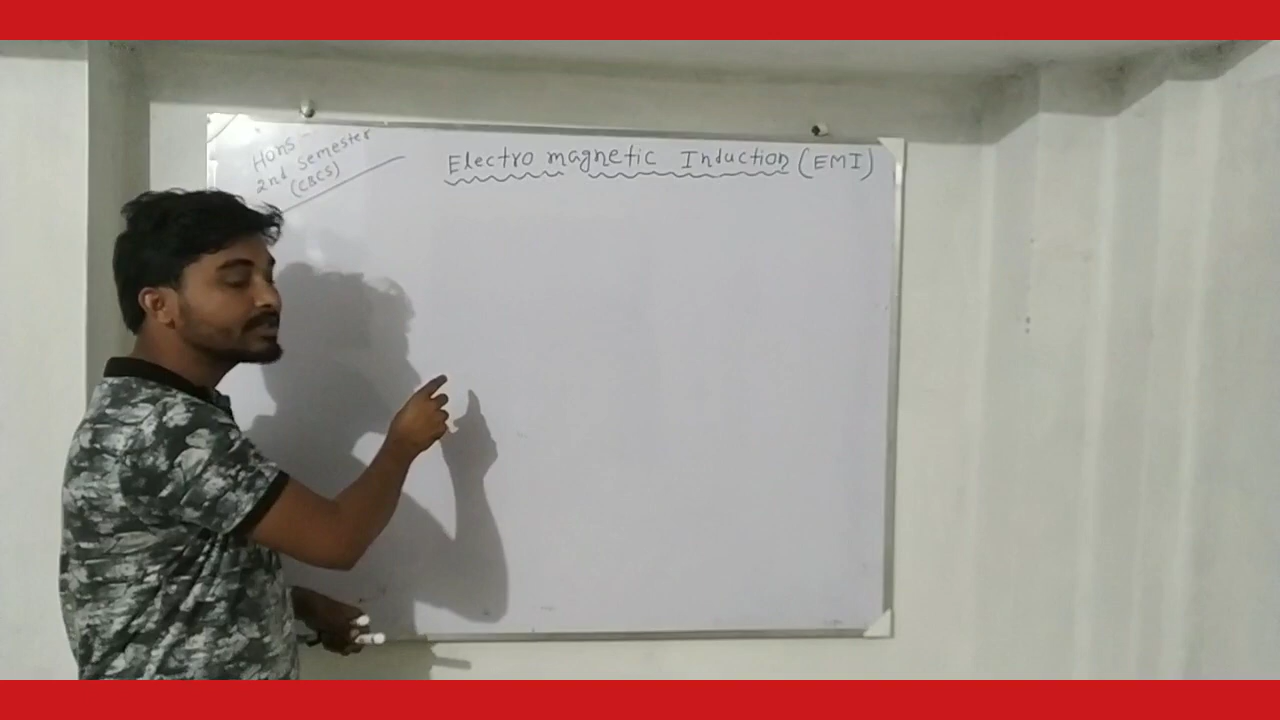 Hons-
2nd Semester
(CBCS)
Electro magnetic Induction (EMI)